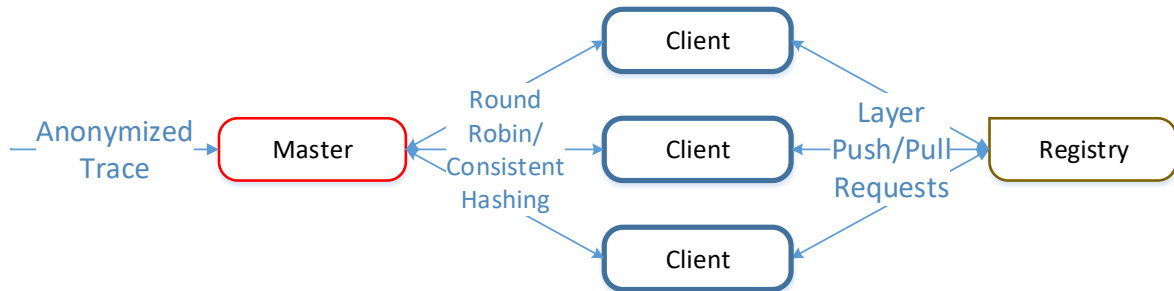 Anonymized
Trace
Master
Round
Robin/
Consistent
Hashing
Client
Client
Client
Layer
Push/Pull
Requests
Registry